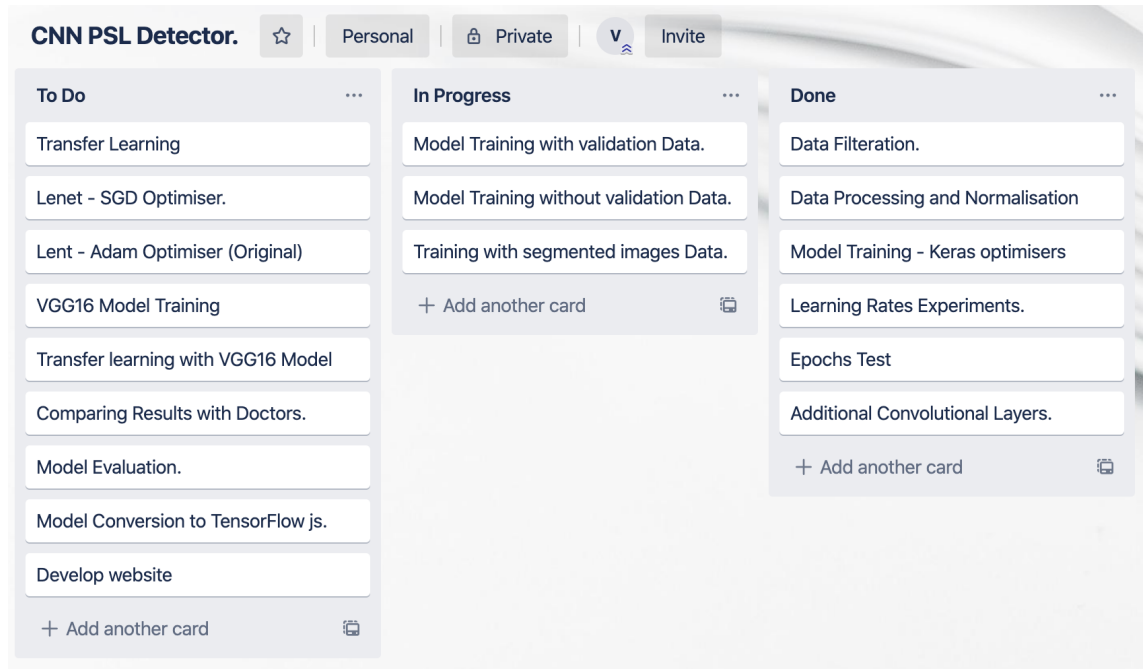 CNN PSL Detector.
Personal
Private
V
Invite
To Do
Transfer Learning
Lenet - SGD Optimiser.
Lent - Adam Optimiser (Original)
VGG16 Model Training
Transfer learning with VGG16 Model
Comparing Results with Doctors.
Model Evaluation.
Model Conversion to TensorFlow js.
Develop website
+ Add another card
In Progress
Model Training with validation Data.
Model Training without validation Data.
Training with segmented images Data.
+ Add another card
Done
Data Filteration.
Data Processing and Normalisation
Model Training - Keras optimisers
Learning Rates Experiments.
Epochs Test
Additional Convolutional Layers.
+ Add another card